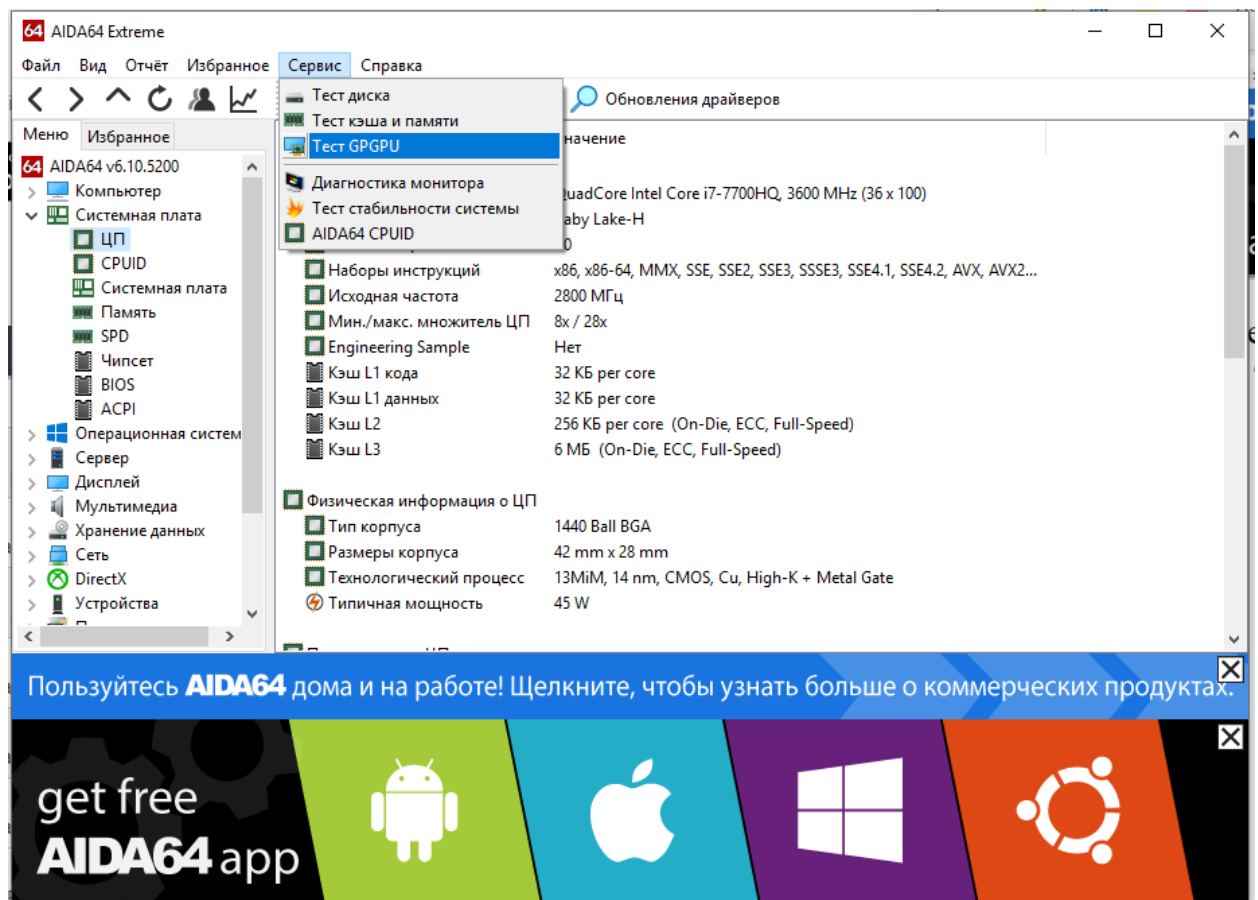 64 AIDA64 Extreme
Файл Вид Отчёт Избранное Сервис Справка
Тест диска
Тест кэша и памяти
Тест GPGPU
Диагностика монитора
Тест стабильности системы
AIDA64 CPUID
Обновления драйверов
Меню Избранное
64 AIDA64 v6.10.5200
Компьютер
Системная плата
ЦП
CPUID
Системная плата
Память
SPD
Чипсет
BIOS
ACPI
Операционная систем
Сервер
Дисплей
Мультимедиа
Хранение данных
Сеть
DirectX
Устройства
начение
QuadCore Intel Core i7-7700HQ, 3600 MHz (36 x 100)
aby Lake-H
0
Наборы инструкций x86, x86-64, MMX, SSE, SSE2, SSE3, SSSE3, SSE4.1, SSE4.2, AVX, AVX2...
Исходная частота 2800 МГц
Мин./макс. множитель ЦП 8x / 28x
Engineering Sample Нет
Кэш L1 кода 32 КБ per core
Кэш L1 данных 32 КБ per core
Кэш L2 256 КБ per core (On-Die, ECC, Full-Speed)
Кэш L3 6 МБ (On-Die, ECC, Full-Speed)
Физическая информация о ЦП
Тип корпуса 1440 Ball BGA
Размеры корпуса 42 mm x 28 mm
Технологический процесс 13MiM, 14 nm, CMOS, Cu, High-K + Metal Gate
Типичная мощность 45 W
Пользуйтесь AIDA64 дома и на работе! Щелкните, чтобы узнать больше о коммерческих продуктах.
get free
AIDA64 app